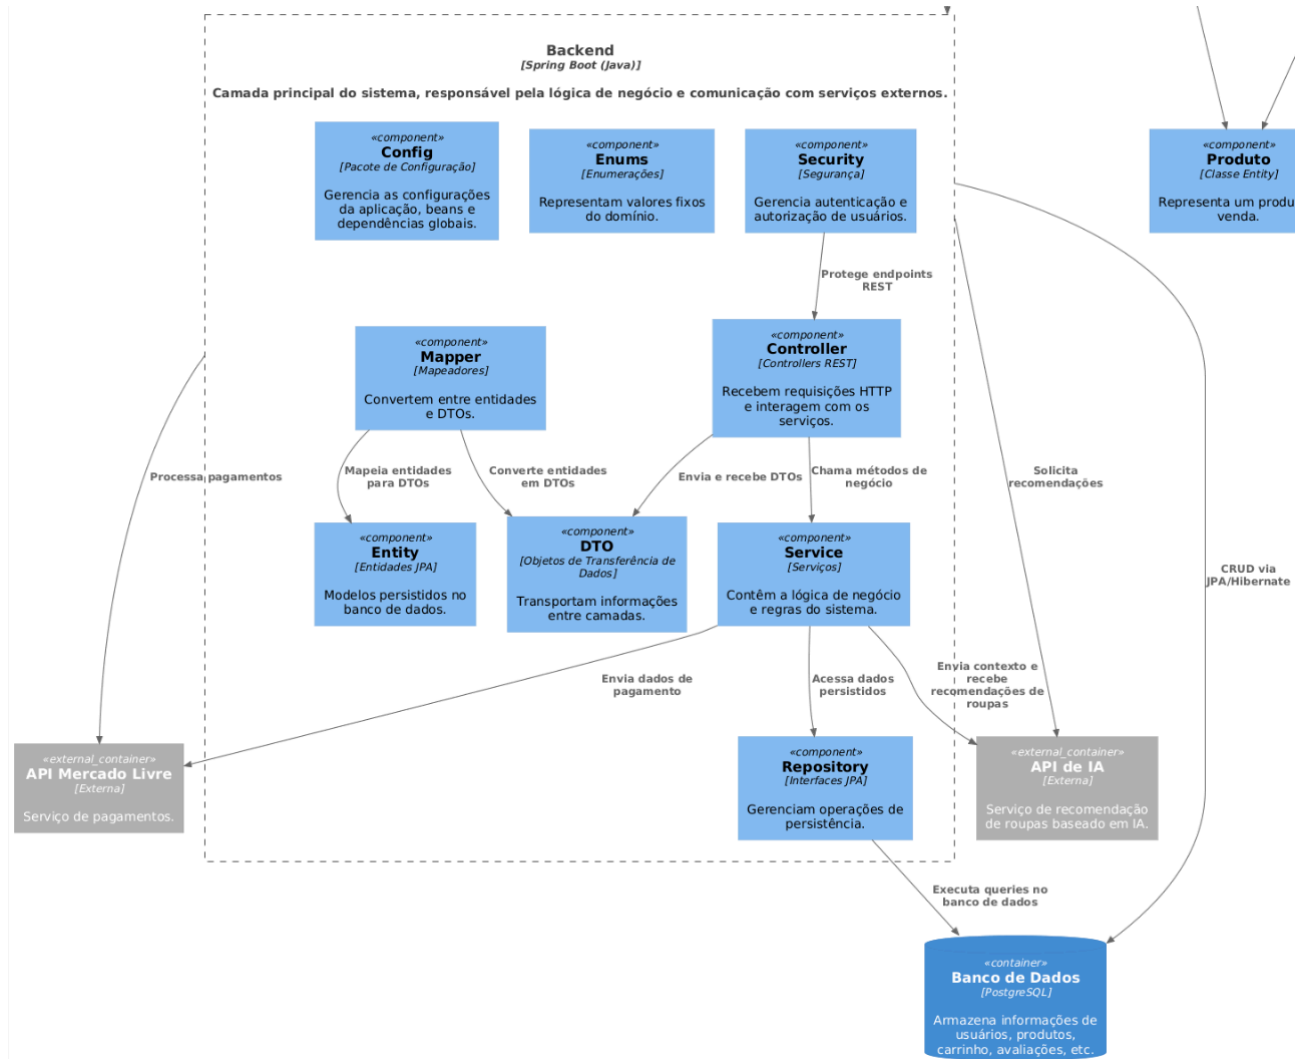 Backend
[Spring Boot (Java)]
Camada principal do sistema, responsável pela lógica de negócio e comunicação com serviços externos.
«component»
Config
[Pacote de Configuração]
Gerencia as configurações
da aplicação, beans e
dependências globais.
«component»
Enums
[Enumerações]
Representam valores fixos
do domínio.
«component»
Security
[Segurança]
Gerencia autenticação e
autorização de usuários.
«component»
Produto
[Classe Entity]
Representa um produ
venda.
Protege endpoints
REST
«component»
Mapper
[Mapeadores]
Convertem entre entidades
e DTOs.
«component»
Controller
[Controllers REST]
Recebem requisições HTTP
e interagem com os
serviços.
Processa pagamentos
Mapeia entidades
para DTOs
Converte entidades
em DTOs
Envia e recebe DTOs
Chama métodos de
negócio
Solicita
recomendações
CRUD via
JPA/Hibernate
«component»
Entity
[Entidades JPA]
Modelos persistidos no
banco de dados.
«component»
DTO
[Objetos de Transferência de
Dados]
Transportam informações
entre camadas.
«component»
Service
[Serviços]
Contêm a lógica de negócio
e regras do sistema.
Envia dados de
pagamento
Acessa dados
persistidos
Envia contexto e
recebe
recomendações de
roupas
«external_container»
API Mercado Livre
[Externa]
Serviço de pagamentos.
«component»
Repository
[Interfaces JPA]
Gerenciam operações de
persistência.
«external_container»
API de IA
[Externa]
Serviço de recomendação
de roupas baseado em IA.
Executa queries no
banco de dados
«container»
Banco de Dados
[PostgreSQL]
Armazena informações de
usuários, produtos,
carrinho, avaliações, etc.